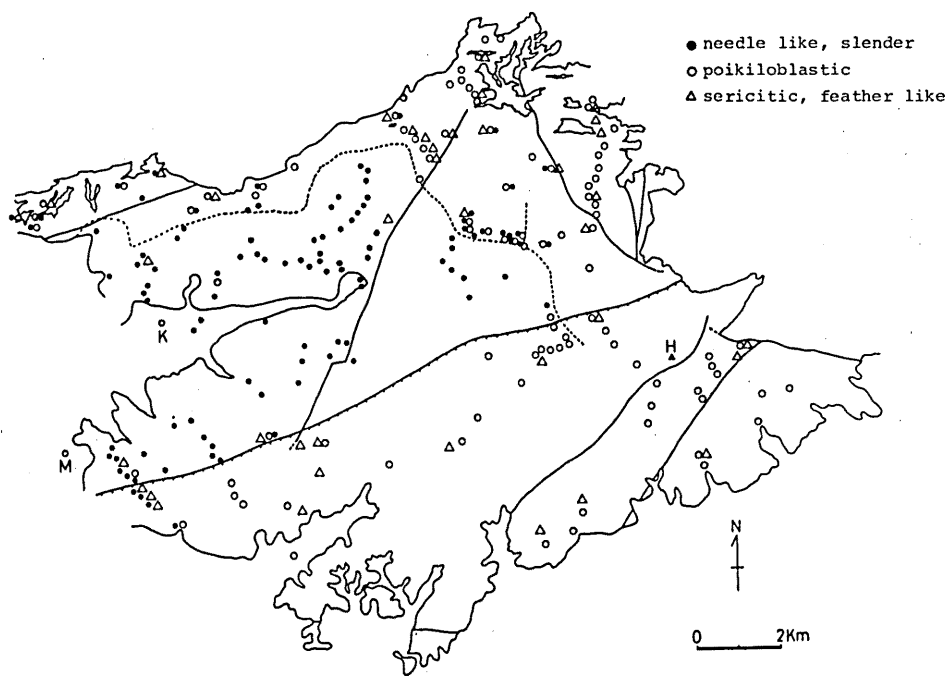 needle like, slender
poikiloblastic
sericitic, feather like
K
H
M
N
0 2Km